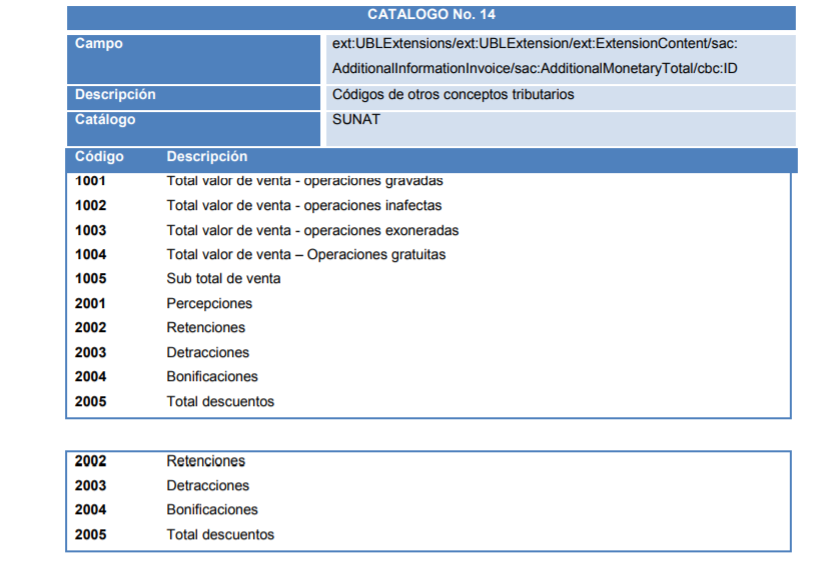 CATALOGO No. 14
Campo ext:UBLExtensions/ext:UBLExtension/ext:ExtensionContent/sac:
AdditionalInformationInvoice/sac:AdditionalMonetaryTotal/cbc:ID
Descripción Códigos de otros conceptos tributarios
Catálogo SUNAT
Código Descripción
1001 Total valor de venta - operaciones gravadas
1002 Total valor de venta - operaciones inafectas
1003 Total valor de venta - operaciones exoneradas
1004 Total valor de venta – Operaciones gratuitas
1005 Sub total de venta
2001 Percepciones
2002 Retenciones
2003 Detracciones
2004 Bonificaciones
2005 Total descuentos
2002 Retenciones
2003 Detracciones
2004 Bonificaciones
2005 Total descuentos